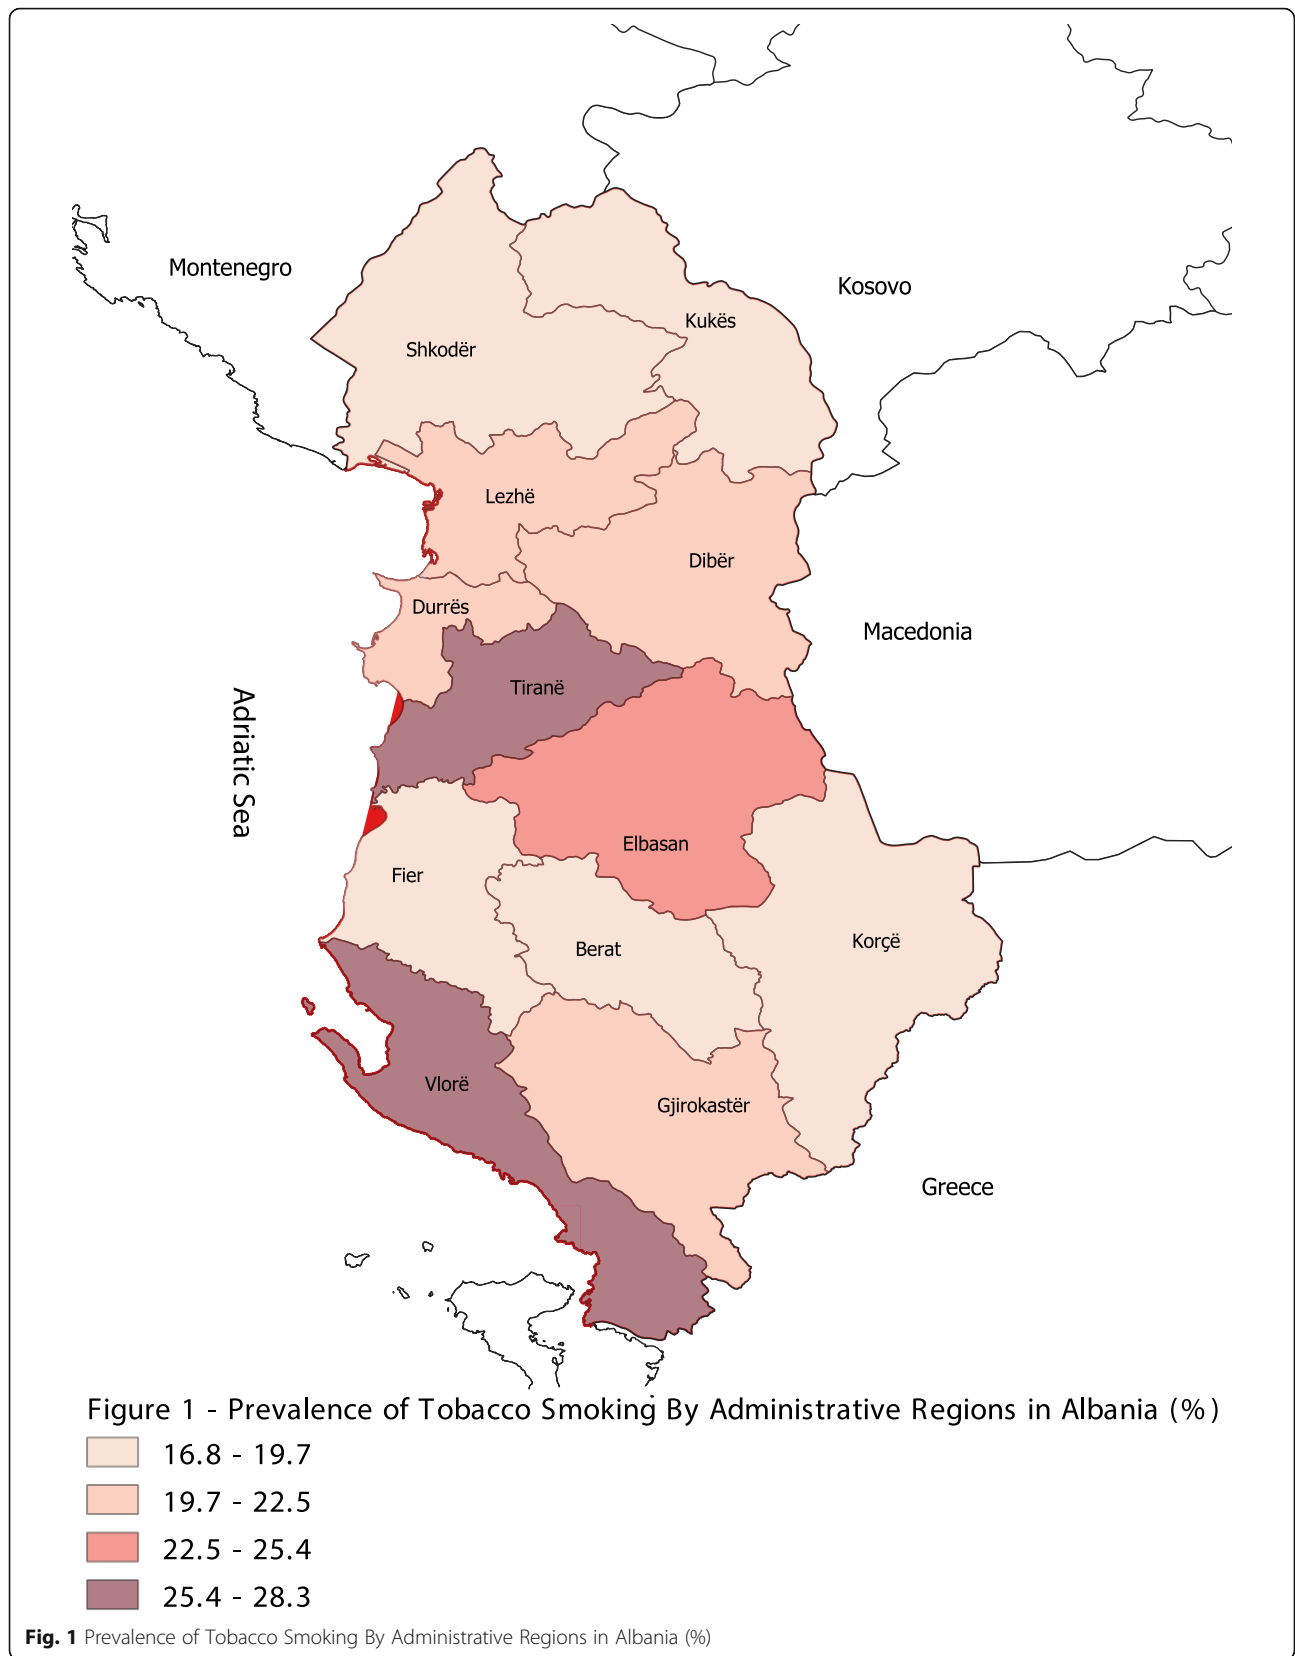 Montenegro
Kosovo
Kukës
Shkodër
Lezhë
Dibër
Durrës
Macedonia
Tiranë
Adriatic Sea
Elbasan
Fier
Korçë
Berat
Vlorë
Gjirokastër
Greece
Figure 1 - Prevalence of Tobacco Smoking By Administrative Regions in Albania (%)
16.8 - 19.7
19.7 - 22.5
22.5 - 25.4
25.4 - 28.3
Fig. 1 Prevalence of Tobacco Smoking By Administrative Regions in Albania (%)